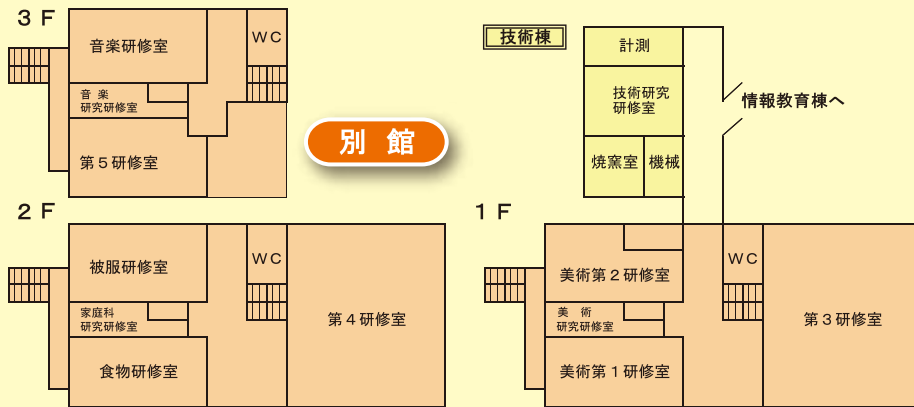 ３Ｆ
音楽研修室
ＷＣ
音 楽
研究研修室
第５研修室
別 館
技術棟
計測
技術研究
研修室
焼窯室
機械
情報教育棟へ
２Ｆ
被服研修室
ＷＣ
家庭科
研究研修室
食物研修室
第４研修室
１Ｆ
美術第２研修室
ＷＣ
美 術
研究研修室
美術第１研修室
第３研修室